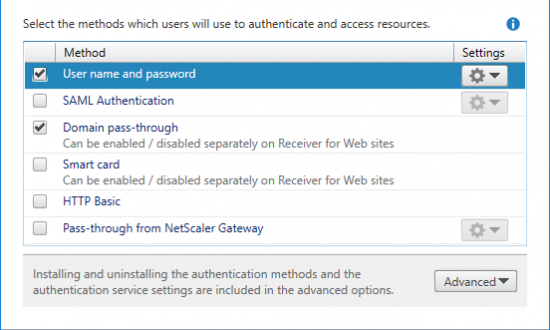 Select the methods which users will use to authenticate and access resources.
Method Settings
User name and password
SAML Authentication
Domain pass-through
Can be enabled / disabled separately on Receiver for Web sites
Smart card
Can be enabled / disabled separately on Receiver for Web sites
HTTP Basic
Pass-through from NetScaler Gateway
Installing and uninstalling the authentication methods and the
authentication service settings are included in the advanced options.
Advanced